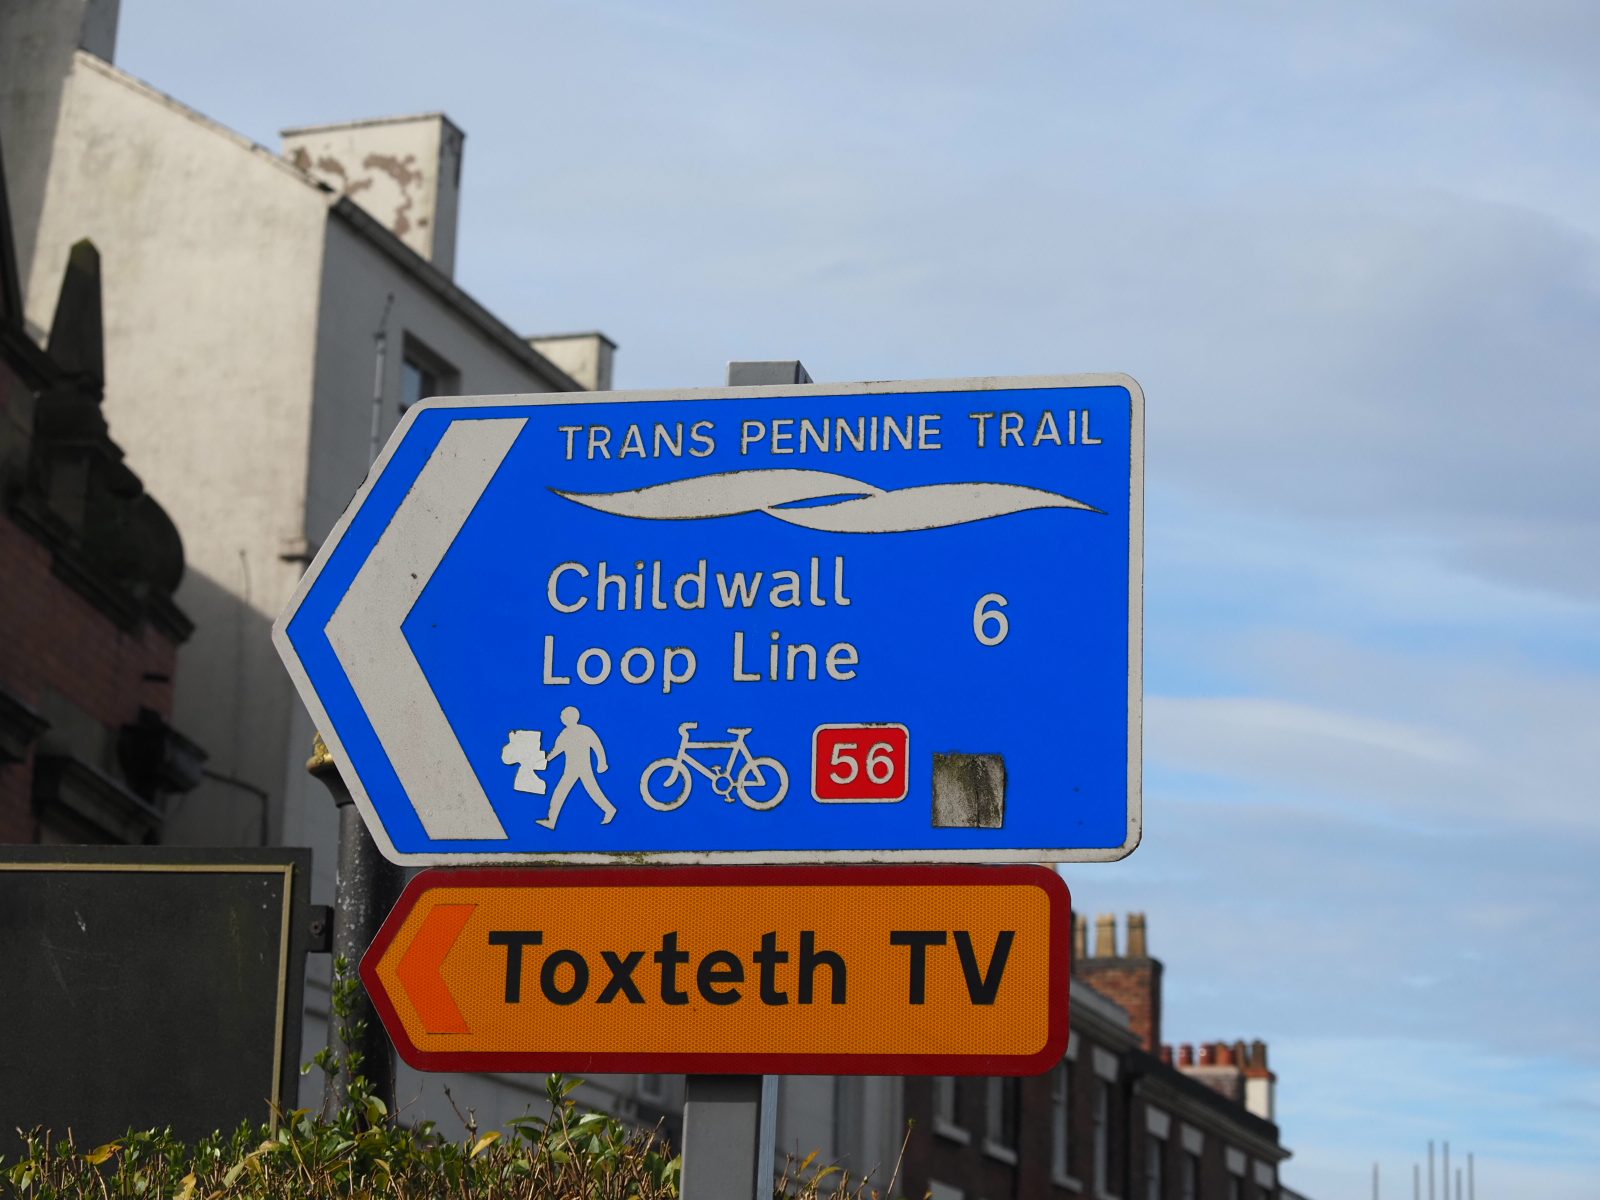 TRANS PENNINE TRAIL
Childwall 6
Loop Line
56
Toxteth TV